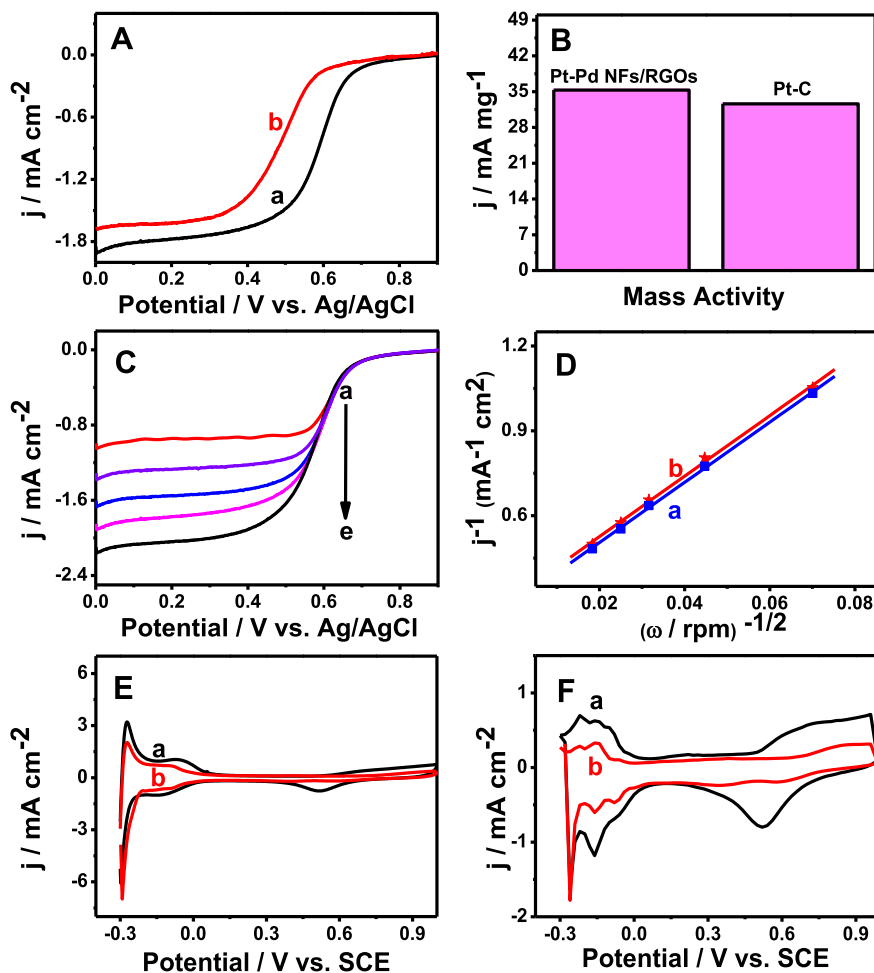 A
j / mA cm-2
0.0
-0.6
-1.2
-1.8
b
a
0.0 0.2 0.4 0.6 0.8
Potential / V vs. Ag/AgCl
B
j / mA mg-1
49
42
35
28
21
14
7
0
Pt-Pd NFs/RGOs
Pt-C
Mass Activity
C
j / mA cm-2
0.0
-0.8
-1.6
-2.4
a
e
0.0 0.2 0.4 0.6 0.8
Potential / V vs. Ag/AgCl
D
j-1 (mA-1 cm2)
1.2
0.9
0.6
b
a
0.02 0.04 0.06 0.08
(ω / rpm) -1/2
E
j / mA cm-2
6
3
0
-3
-6
a
b
-0.3 0.0 0.3 0.6 0.9
Potential / V vs. SCE
F
j / mA cm-2
1
0
-1
-2
a
b
-0.3 0.0 0.3 0.6 0.9
Potential / V vs. SCE